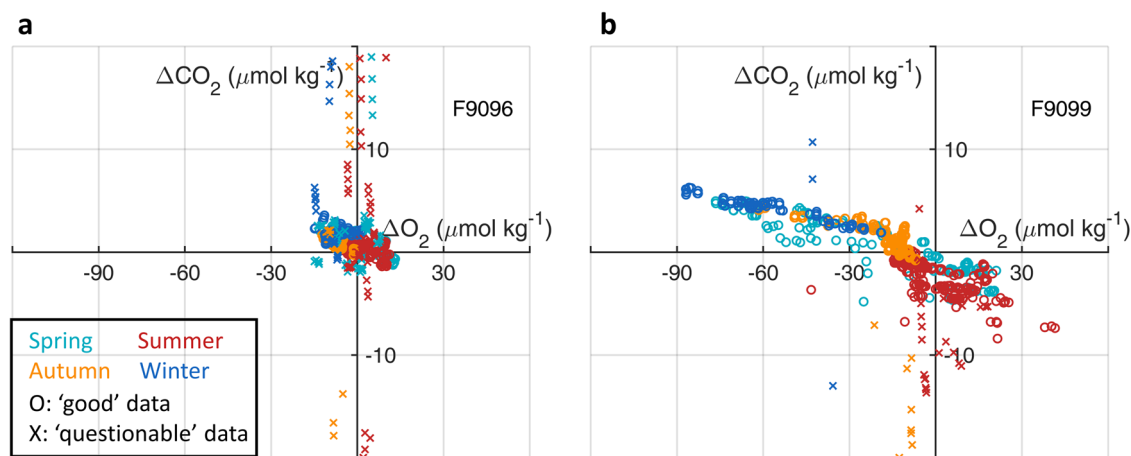 a
ΔCO2 (μmol kg-1)
F9096
10
ΔO2 (μmol kg-1)
-90 -60 -30 30
-10
Spring Summer
Autumn Winter
O: ‘good’ data
X: ‘questionable’ data
b
ΔCO2 (μmol kg-1)
F9099
10
ΔO2 (μmol kg-1)
-90 -60 -30 30
-10